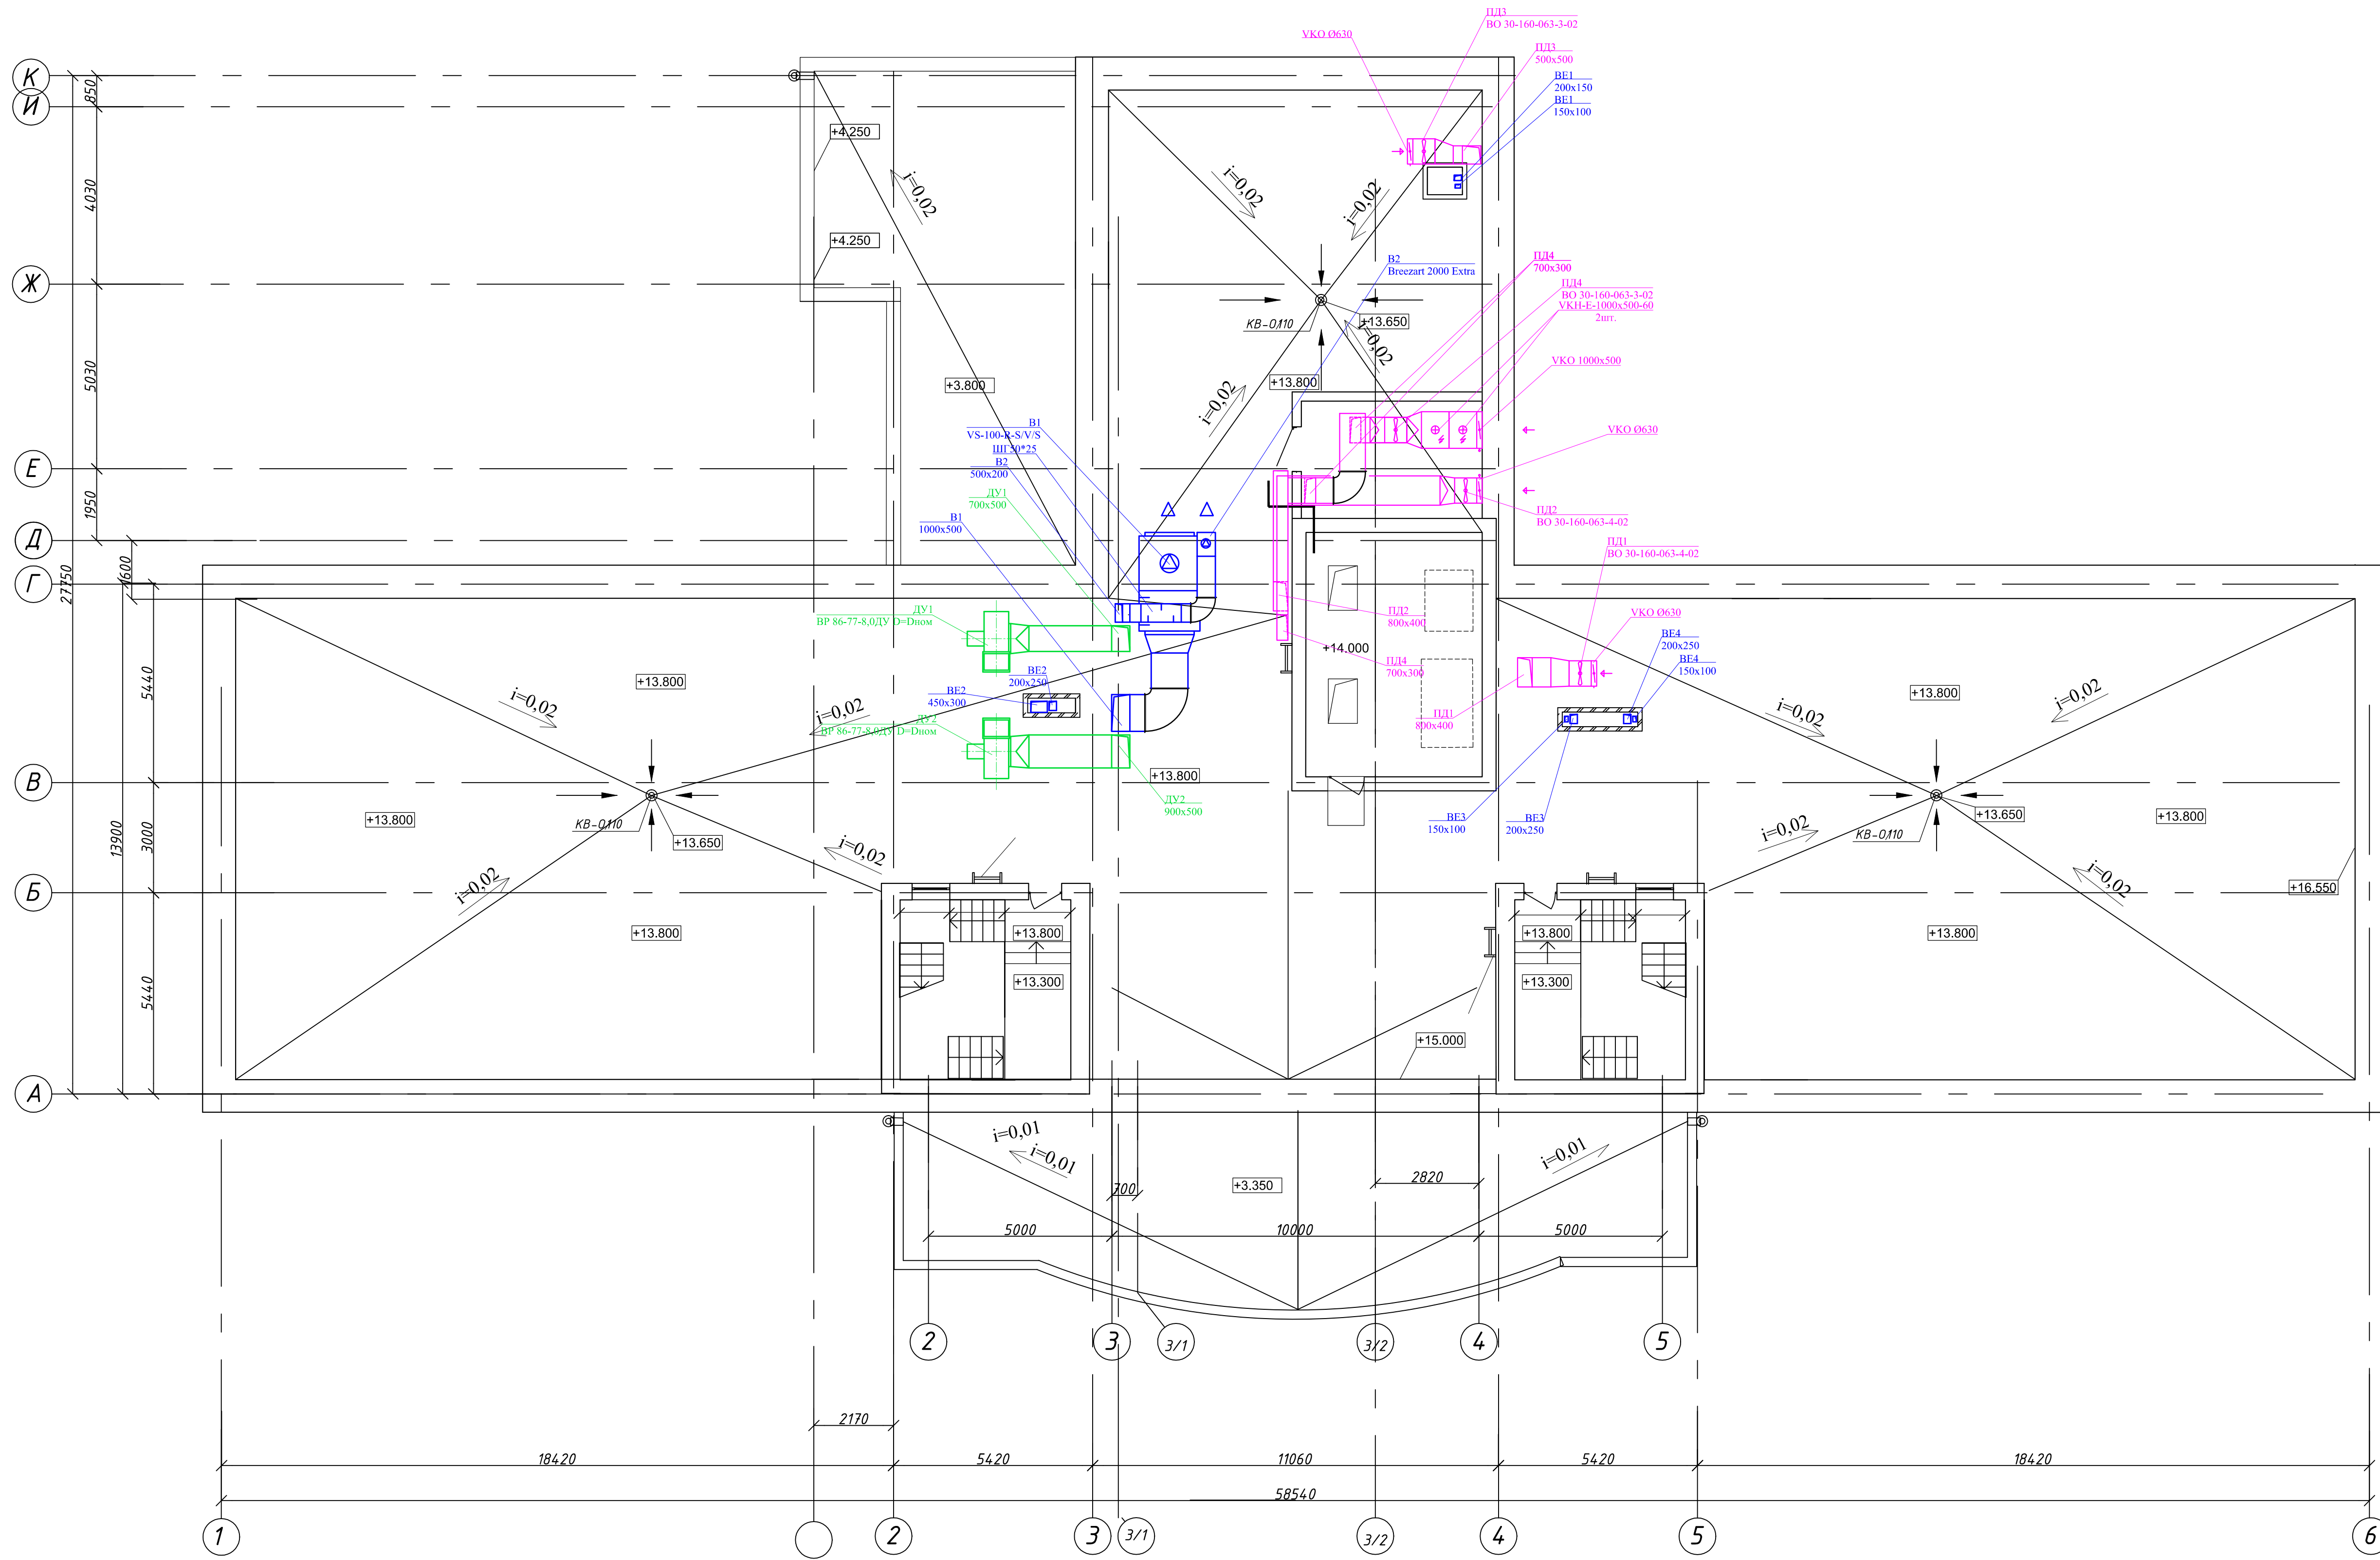 ПД3
ВО 30-160-063-3-02
VKO Ø630
ПД3
500x500
ВЕ1
200x150
ВЕ1
150x100
К
И
850
4030
5030
1950
1600
27750
13900
5440
3000
5440
+4.250
+4.250
i=0,02
i=0,02
i=0,02
Ж
В2
Breezart 2000 Extra
ПД4
700x300
ПД4
ВО 30-160-063-3-02
VKH-E-1000x500-60
2шт.
VKO 1000x500
+13.650
КВ-0/110
i=0,02
i=0,02
+3.800
+13.800
В1
VS-100-R-S/V/S
ШГ50*25
В2
500x200
ДУ1
700x500
В1
1000x500
VKO Ø630
ПД2
ВО 30-160-063-4-02
ПД1
ВО 30-160-063-4-02
Е
Д
Г
ДУ1
ВР 86-77-8,0ДУ D=Dном
ПД2
800x400
+14.000
ПД4
700x300
VKO Ø630
ВЕ4
200x250
ВЕ4
150x100
ВЕ2
200x250
ВЕ2
450x300
ДУ2
ВР 86-77-8,0ДУ D=Dном
ПД1
800x400
+13.800
i=0,02
i=0,02
+13.800
i=0,02
i=0,02
В
+13.800
КВ-0/110
+13.650
i=0,02
+13.800
ДУ2
900x500
ВЕ3
150x100
ВЕ3
200x250
i=0,02
КВ-0/110
+13.650
+13.800
Б
i=0,02
i=0,02
+16.550
+13.800
+13.800
+13.300
+13.800
+13.300
+13.800
+15.000
А
i=0,01
i=0,01
i=0,01
+3.350
700
2820
5000
10000
5000
2
3
3/1
3/2
4
5
2170
18420
5420
11060
5420
18420
58540
1
2
3
3/1
3/2
4
5
6